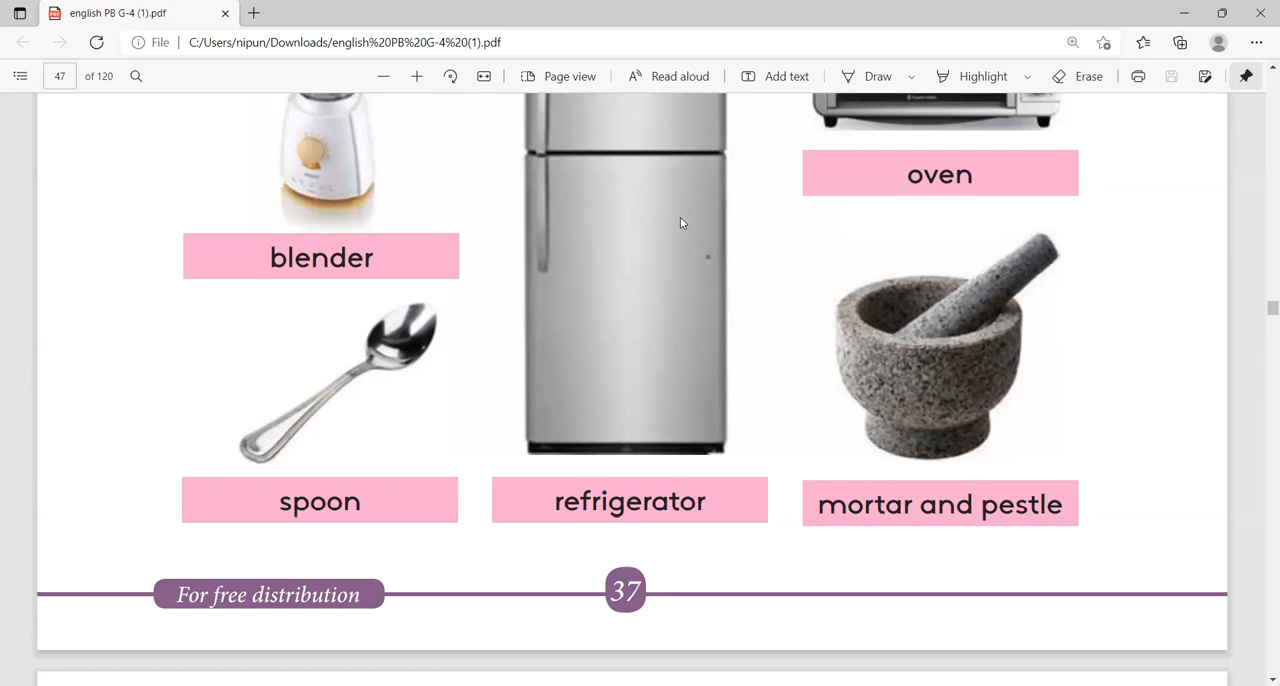 english PB G-4 (1).pdf
File C:/Users/nipun/Downloads/english%20PB%20G-4%20(1).pdf
47 of 120 Page view Read aloud Add text Draw Highlight Erase
oven
blender
spoon refrigerator mortar and pestle
For free distribution 37